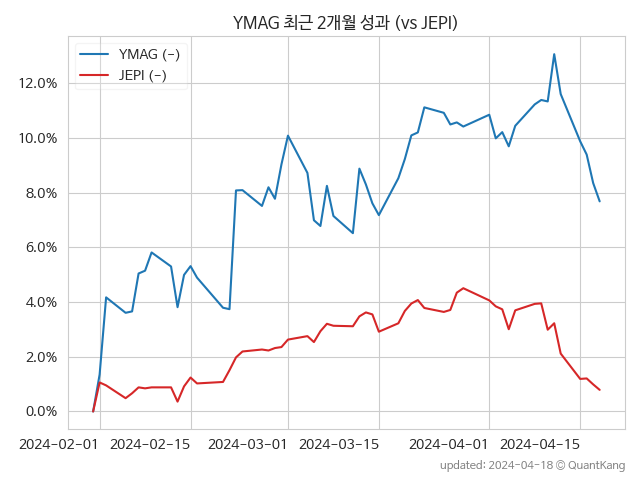 YMAG 최근 2개월 성과 (vs JEPI)
YMAG (-)
JEPI (-)
12.0%
10.0%
8.0%
6.0%
4.0%
2.0%
0.0%
2024-02-01 2024-02-15 2024-03-01 2024-03-15 2024-04-01 2024-04-15
updated: 2024-04-18 © QuantKang